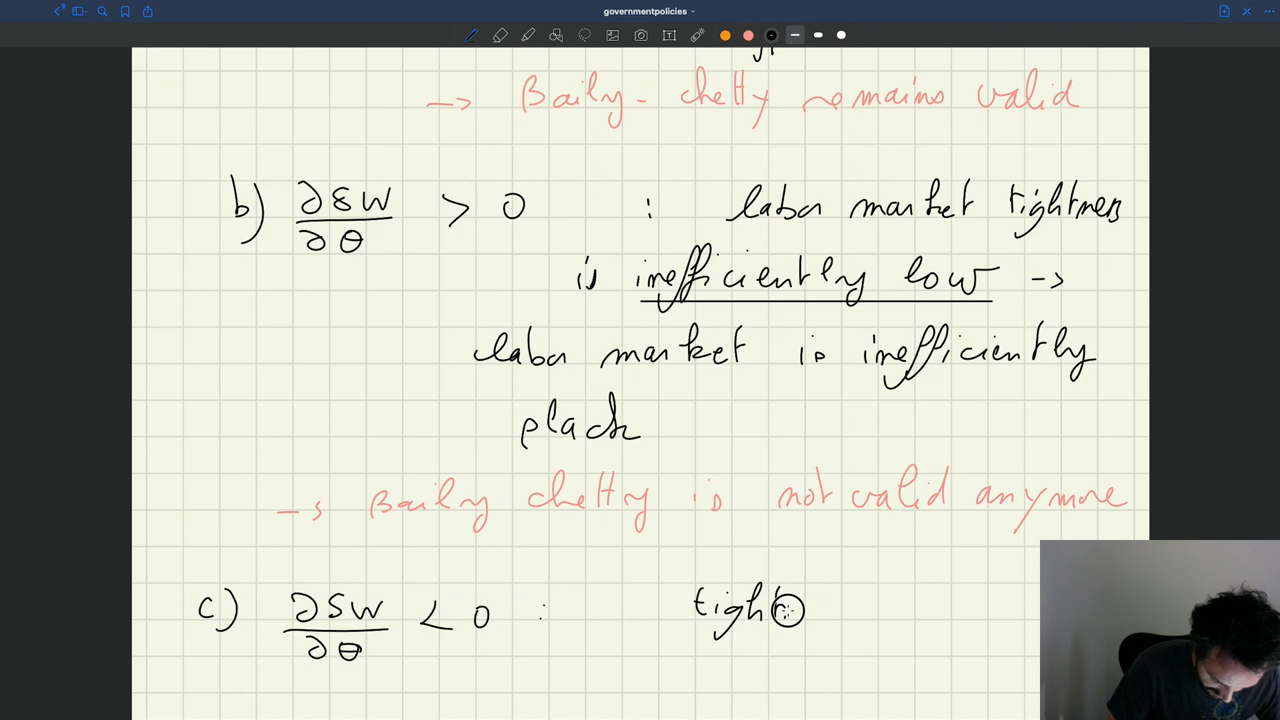 governmentpolicies
→ Baily-chetty remains valid
b) ∂SW/∂θ > 0 : labor market tightness
is inefficiently low →
labor market is inefficiently
slack
→ Baily chetty is not valid anymore
c) ∂SW/∂θ < 0 : tight